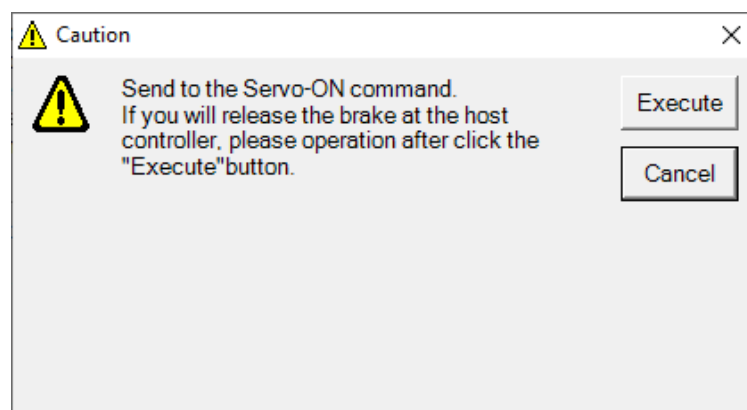 Caution
Send to the Servo-ON command.
If you will release the brake at the host
controller, please operation after click the
"Execute"button.
Execute
Cancel